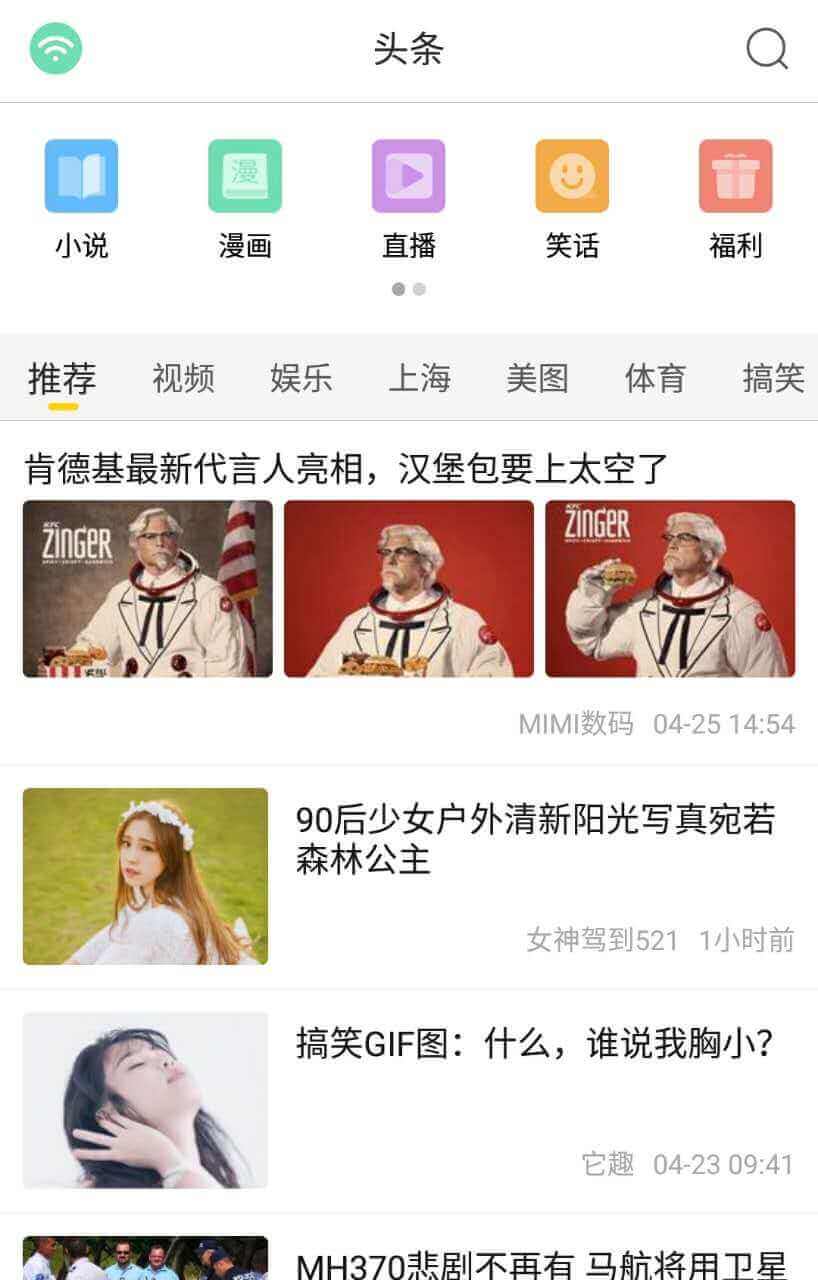 头条
漫
小说 漫画 直播 笑话 福利
推荐 视频 娱乐 上海 美图 体育 搞笑
肯德基最新代言人亮相，汉堡包要上太空了
KFC
ZINGER
KFC
ZINGER
MIMI数码 04-25 14:54
90后少女户外清新阳光写真宛若
森林公主
女神驾到521 1小时前
搞笑GIF图：什么，谁说我胸小？
它趣 04-23 09:41
MH370悲剧不再有 马航将用卫星